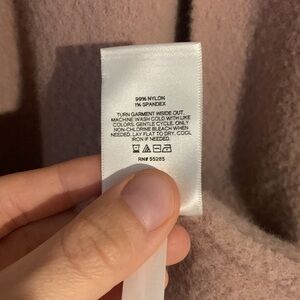 99% NYLON
1% SPANDEX
TURN GARMENT INSIDE OUT,
MACHINE WASH COLD WITH LIKE
COLORS, GENTLE CYCLE, ONLY
NON-CHLORINE BLEACH WHEN
NEEDED. LAY FLAT TO DRY, COOL
IRON IF NEEDED.
RN# 55285